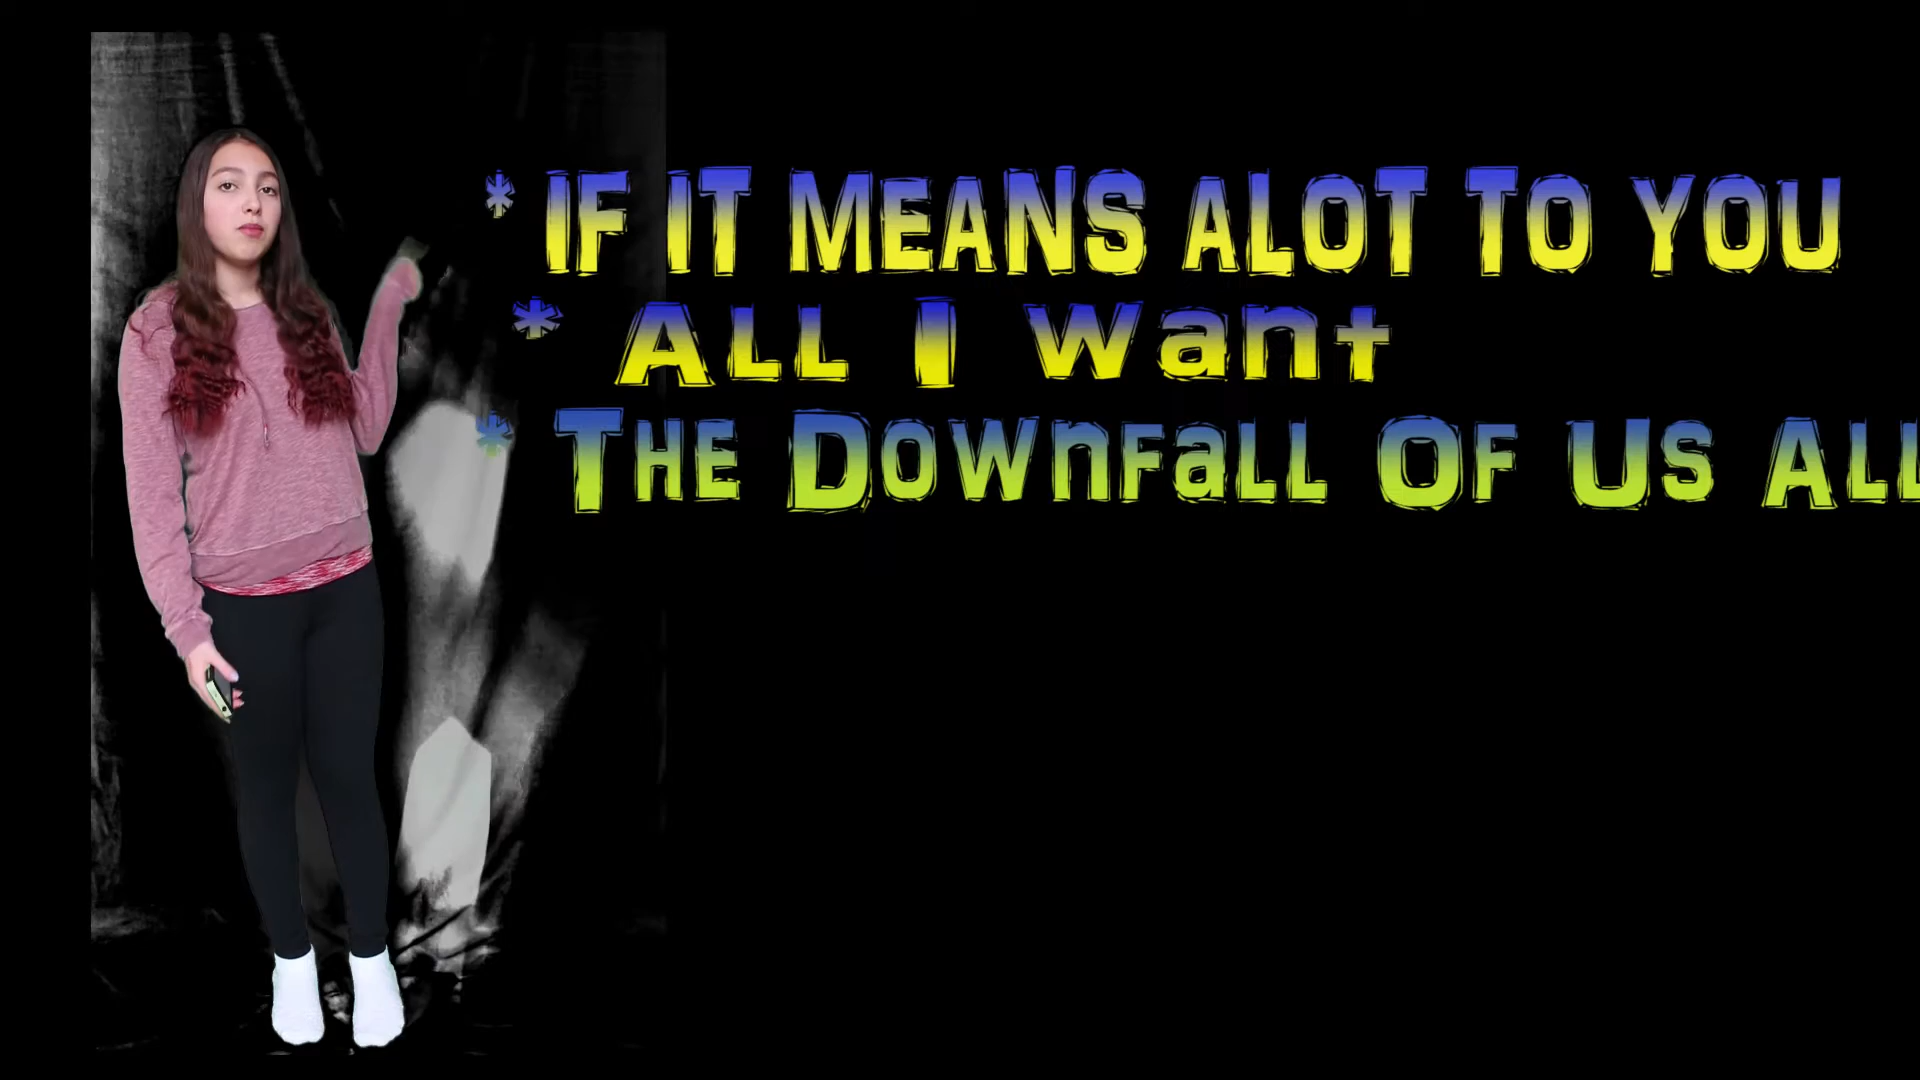 * IF IT MEANS ALOT TO YOU
* ALL I want
* THE DOWNFALL OF US ALL